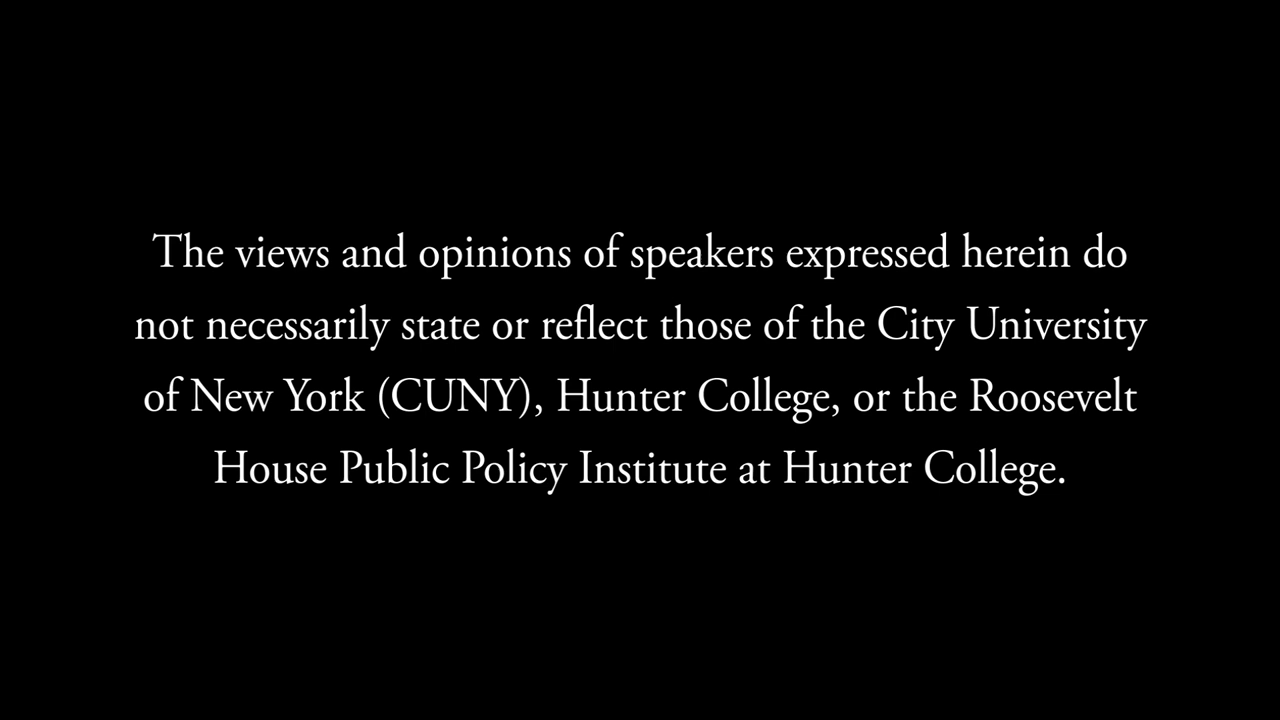 The views and opinions of speakers expressed herein do
not necessarily state or reflect those of the City University
of New York (CUNY), Hunter College, or the Roosevelt
House Public Policy Institute at Hunter College.